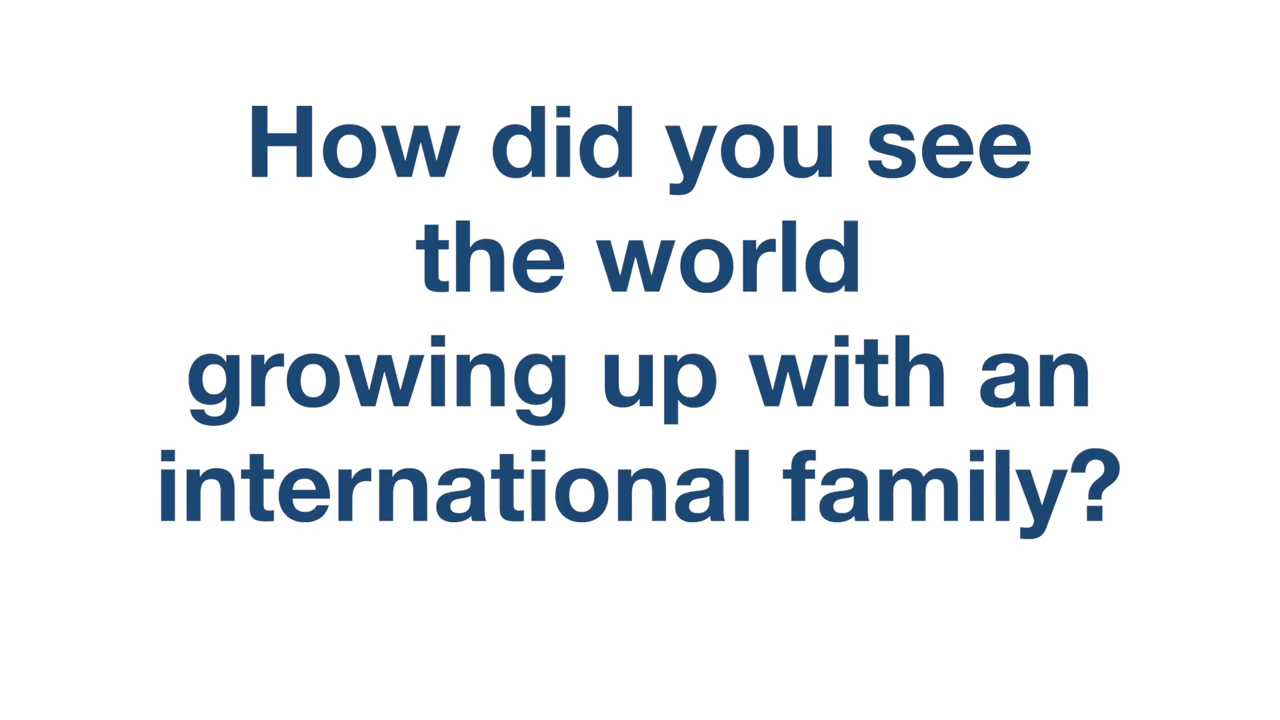 How did you see
the world
growing up with an
international family?